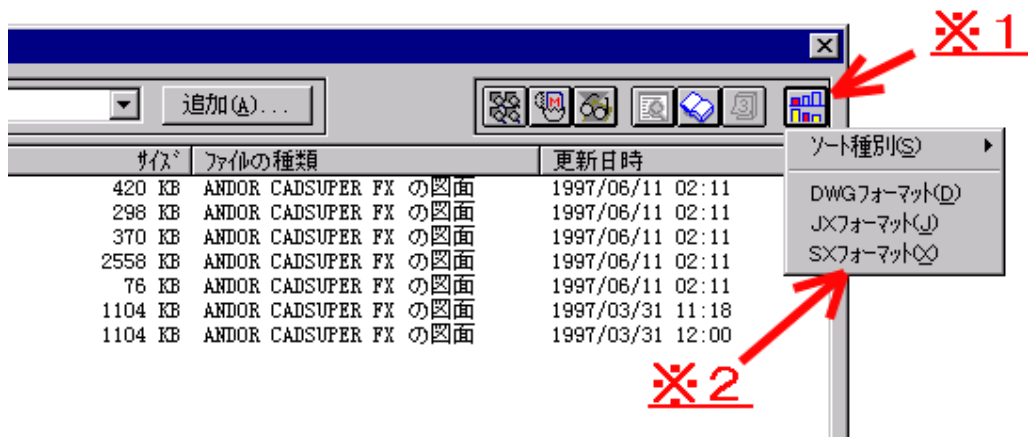 ※1
追加(A)...
M
3
サイズ ファイルの種類 更新日時
420 KB ANDOR CADSUPER FX の図面 1997/06/11 02:11
298 KB ANDOR CADSUPER FX の図面 1997/06/11 02:11
370 KB ANDOR CADSUPER FX の図面 1997/06/11 02:11
2558 KB ANDOR CADSUPER FX の図面 1997/06/11 02:11
76 KB ANDOR CADSUPER FX の図面 1997/06/11 02:11
1104 KB ANDOR CADSUPER FX の図面 1997/03/31 11:18
1104 KB ANDOR CADSUPER FX の図面 1997/03/31 12:00
ソート種別(S)
DWGフォーマット(D)
JXフォーマット(J)
SXフォーマット(X)
※2